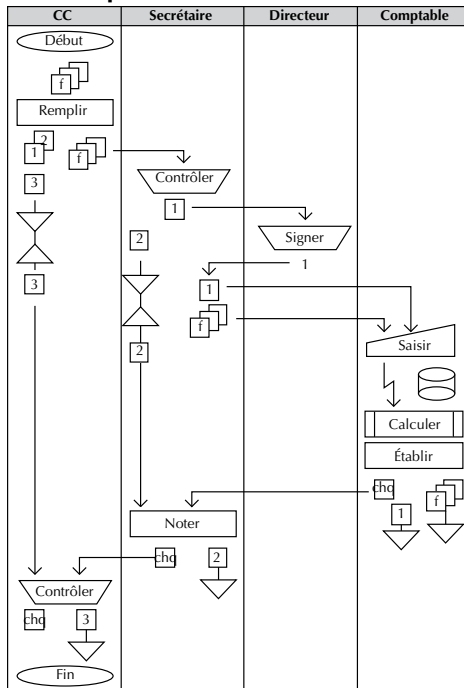 CC Secrétaire Directeur Comptable
Début
f
Remplir
2
1
f
3
Contrôler
1
2
Signer
1
3
1
f
Saisir
2
Calculer
Établir
chq
f
1
Noter
chq
2
Contrôler
chq
3
Fin